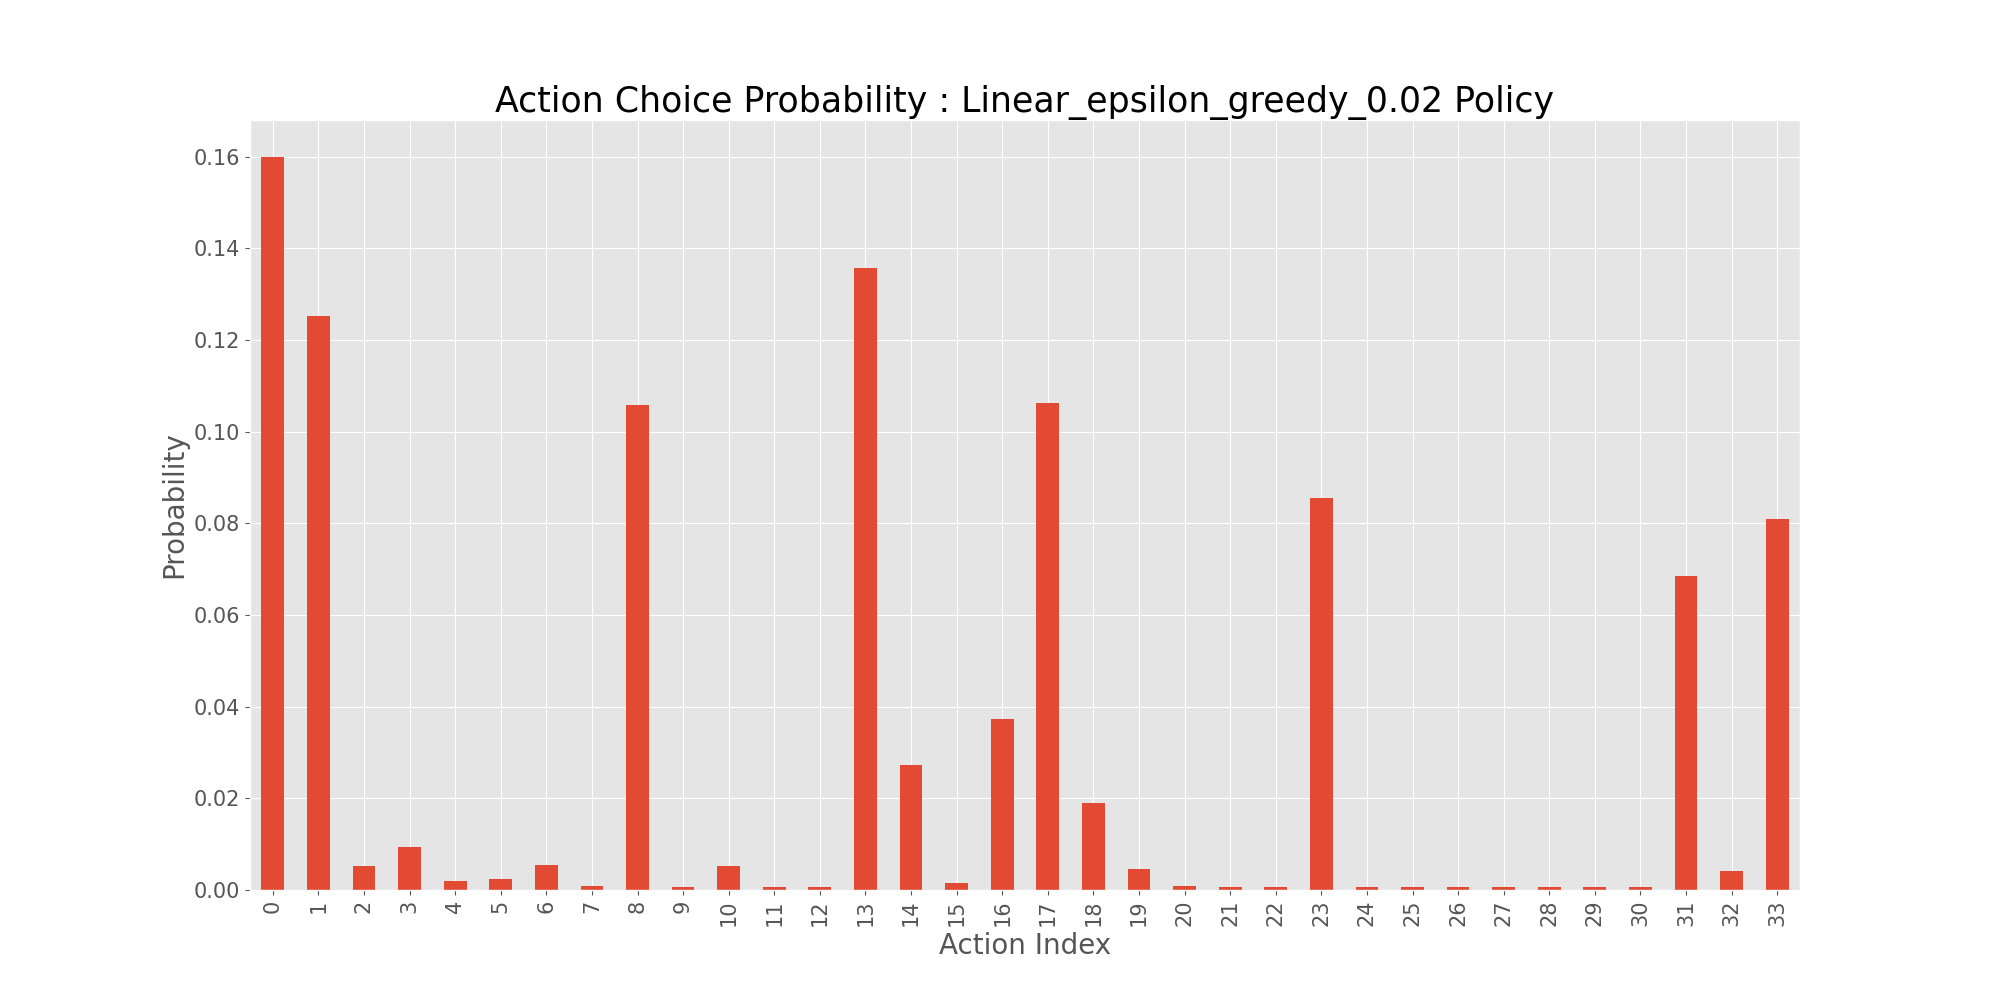 Action Choice Probability : Linear_epsilon_greedy_0.02 Policy
0.16
0.14
0.12
0.10
0.08
0.06
0.04
0.02
0.00
Probability
0 1 2 3 4 5 6 7 8 9 10 11 12 13 14 15 16 17 18 19 20 21 22 23 24 25 26 27 28 29 30 31 32 33
Action Index